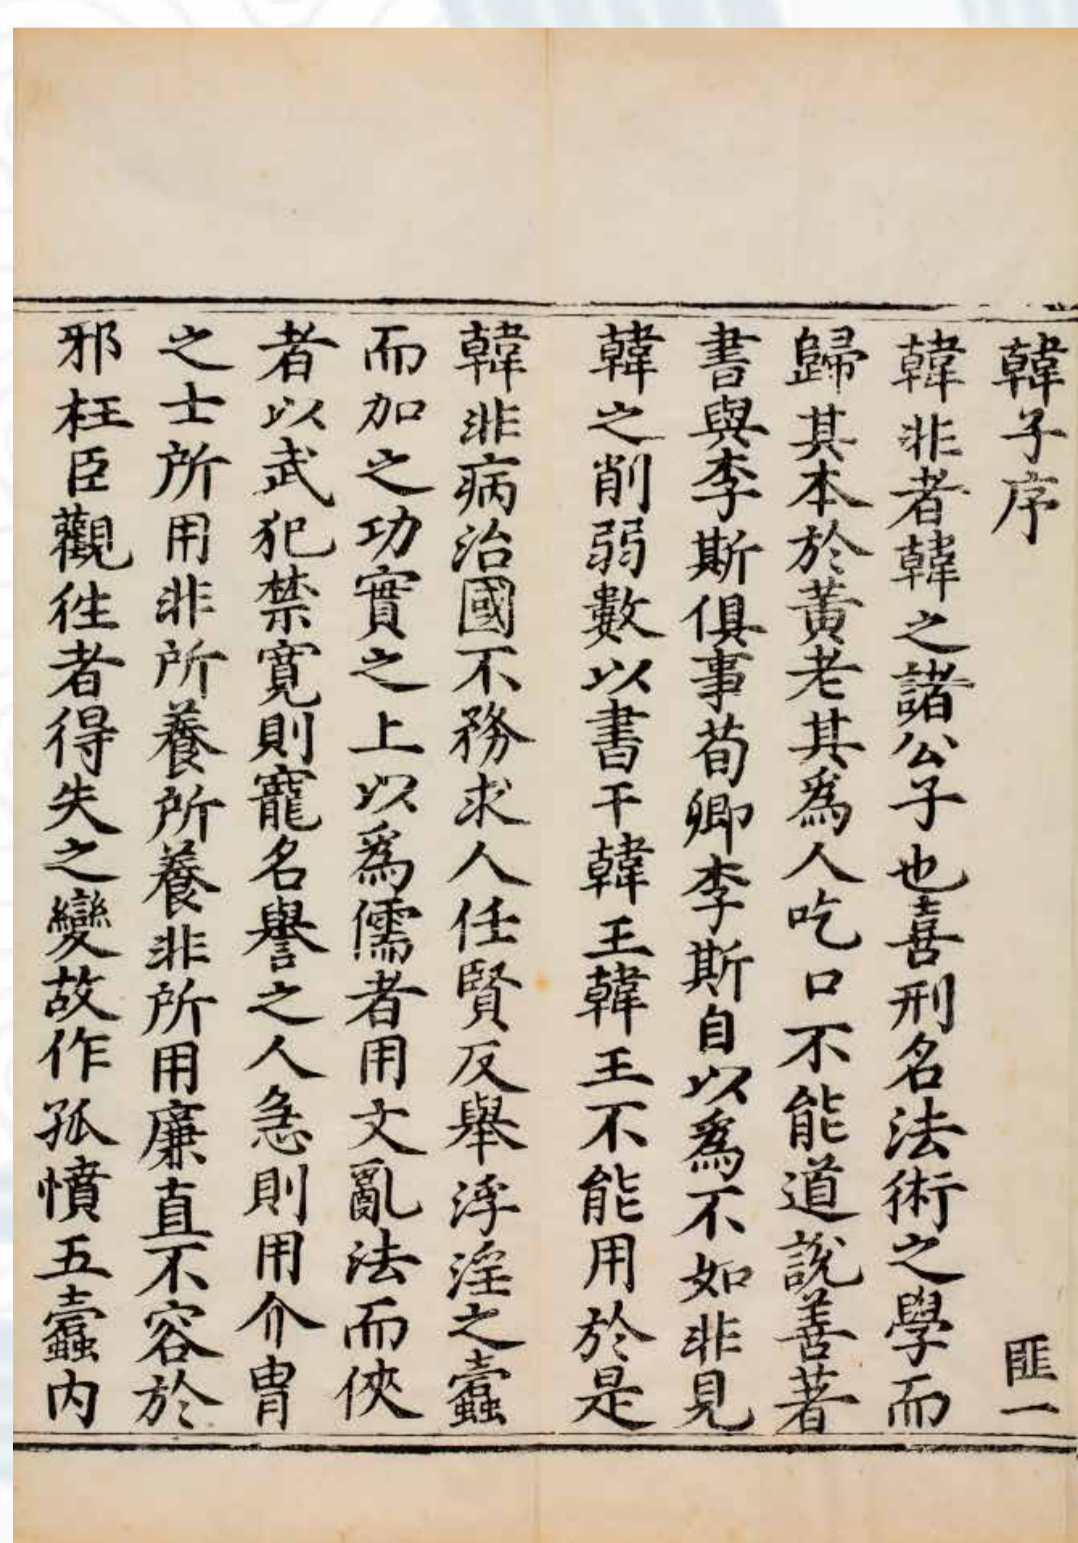 韓子序 匪一
韓非者韓之諸公子也喜刑名法術之學而
歸其本於黃老其為人吃口不能道說善著
書與李斯俱事荀卿李斯自以為不如非見
韓之削弱數以書干韓王韓王不能用於是
韓非病治國不務求人任賢反舉浮淫之蠹
而加之功實之上以為儒者用文亂法而俠
者以武犯禁寬則寵名譽之人急則用介冑
之士所用非所養所養非所用廉直不容於
邪枉臣觀往者得失之變故作孤憤五蠹內